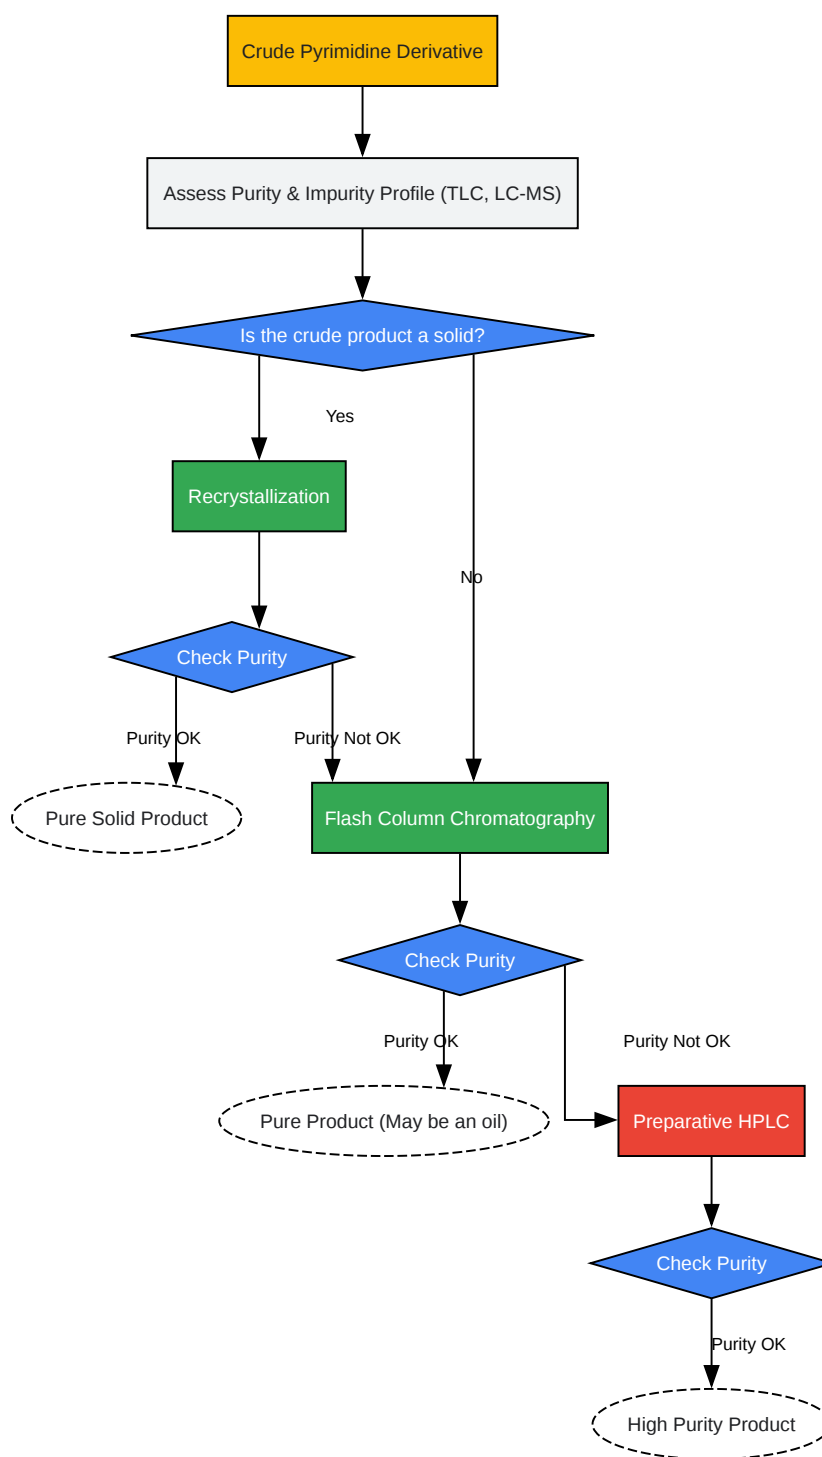 Crude Pyrimidine Derivative
Assess Purity & Impurity Profile (TLC, LC-MS)
Is the crude product a solid?
Yes
Recrystallization
No
Check Purity
Purity OK
Purity Not OK
Pure Solid Product
Flash Column Chromatography
Check Purity
Purity OK
Purity Not OK
Pure Product (May be an oil)
Preparative HPLC
Check Purity
Purity OK
High Purity Product